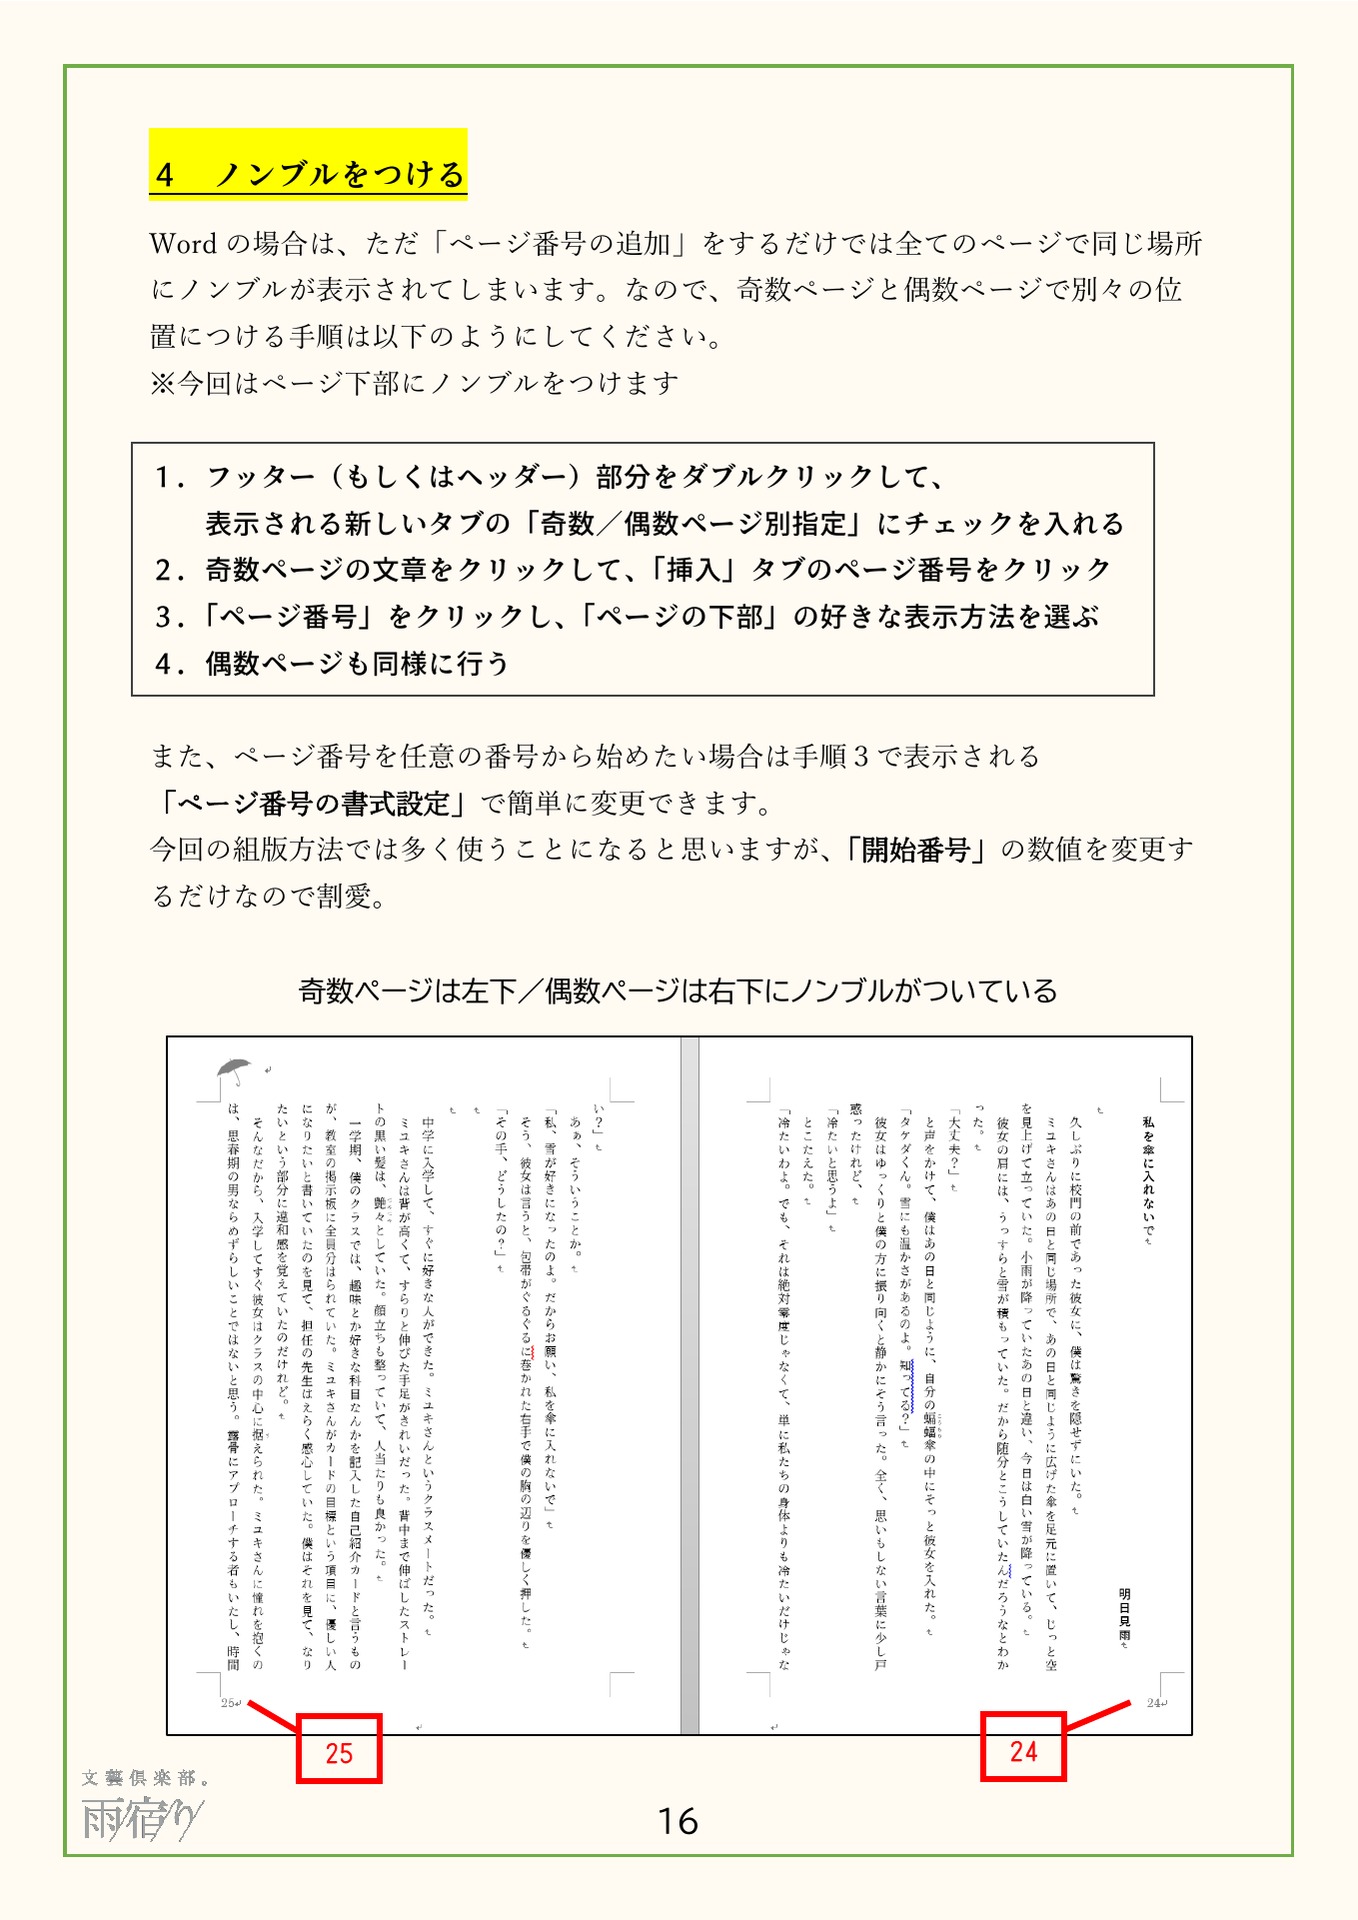 ４　ノンブルをつける
Word の場合は、ただ「ページ番号の追加」をするだけでは全てのページで同じ場所
にノンブルが表示されてしまいます。なので、奇数ページと偶数ページで別々の位
置につける手順は以下のようにしてください。
※今回はページ下部にノンブルをつけます
１．フッター（もしくはヘッダー）部分をダブルクリックして、
表示される新しいタブの「奇数／偶数ページ別指定」にチェックを入れる
２．奇数ページの文章をクリックして、「挿入」タブのページ番号をクリック
３．「ページ番号」をクリックし、「ページの下部」の好きな表示方法を選ぶ
４．偶数ページも同様に行う
また、ページ番号を任意の番号から始めたい場合は手順３で表示される
「ページ番号の書式設定」で簡単に変更できます。
今回の組版方法では多く使うことになると思いますが、「開始番号」の数値を変更す
るだけなので割愛。
奇数ページは左下／偶数ページは右下にノンブルがついている
私を傘に入れないで
明日見雨
久しぶりに校門の前であった彼女に、僕は驚きを隠せずにいた。
ミユキさんはあの日と同じ場所で、あの日と同じように広げた傘を足元に置いて、じっと空
を見上げて立っていた。小雨が降っていたあの日と違い、今日は白い雪が降っている。
彼女の肩には、うっすらと雪が積もっていた。だから随分とこうしていたんだろうなとわか
った。
「大丈夫？」
と声をかけて、僕はあの日と同じように、自分の蝙蝠傘の中にそっと彼女を入れた。
「タケダくん。雪にも温かさがあるのよ。知ってる？」
彼女はゆっくりと僕の方に振り向くと静かにそう言った。全く、思いもしない言葉に少し戸
惑ったけれど、
「冷たいと思うよ」
とこたえた。
「冷たいわよ。でも、それは絶対零度じゃなくて、単に私たちの身体よりも冷たいだけじゃな
24
い？」
あぁ、そういうことか。
「私、雪が好きになったのよ。だからお願い、私を傘に入れないで」
そう、彼女は言うと、包帯がぐるぐるに巻かれた右手で僕の胸の辺りを優しく押した。
「その手、どうしたの？」
中学に入学して、すぐに好きな人ができた。ミユキさんというクラスメートだった。
ミユキさんは背が高くて、すらりと伸びた手足がきれいだった。背中まで伸ばしたストレー
トの黒い髪は、艶々としていた。顔立ちも整っていて、人当たりも良かった。
一学期、僕のクラスでは、趣味とか好きな科目なんかを記入した自己紹介カードと言うもの
が、教室の掲示板に全員分はられていた。ミユキさんがカードの目標という項目に、優しい人
になりたいと書いていたのを見て、担任の先生はえらく感心していた。僕はそれを見て、なり
たいという部分に違和感を覚えていたのだけれど。
そんなだから、入学してすぐ彼女はクラスの中心に据えられた。ミユキさんに憧れを抱くの
は、思春期の男ならめずらしいことではないと思う。露骨にアプローチする者もいたし、時間
25
25
24
文藝倶楽部。
雨宿り
16